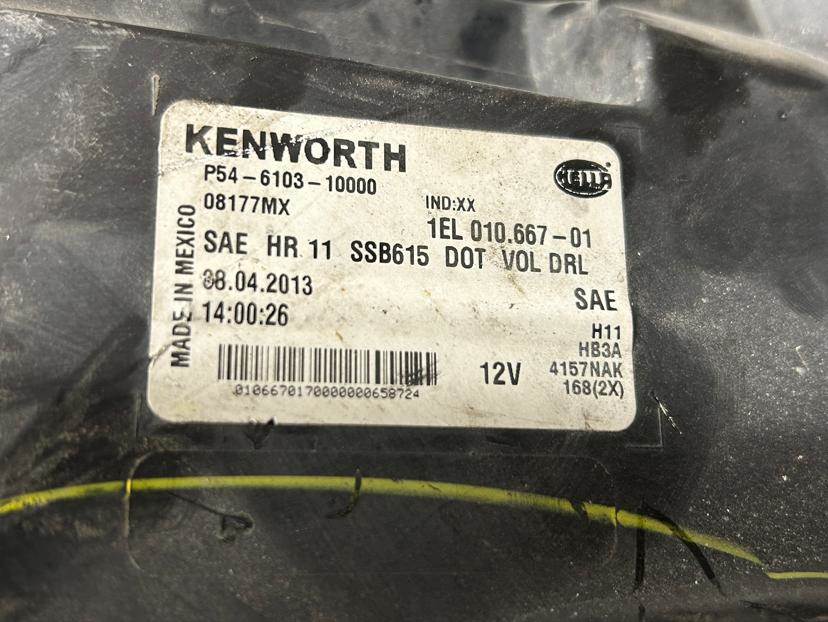 KENWORTH
HELLA
P54-6103-10000
08177MX
IND:XX
1EL 010.667-01
SAE HR 11 SSB615 DOT VOL DRL
08.04.2013
SAE
14:00:26
H11
HB3A
12V
4157NAK
168(2X)
0106670170000000658724
MADE IN MEXICO